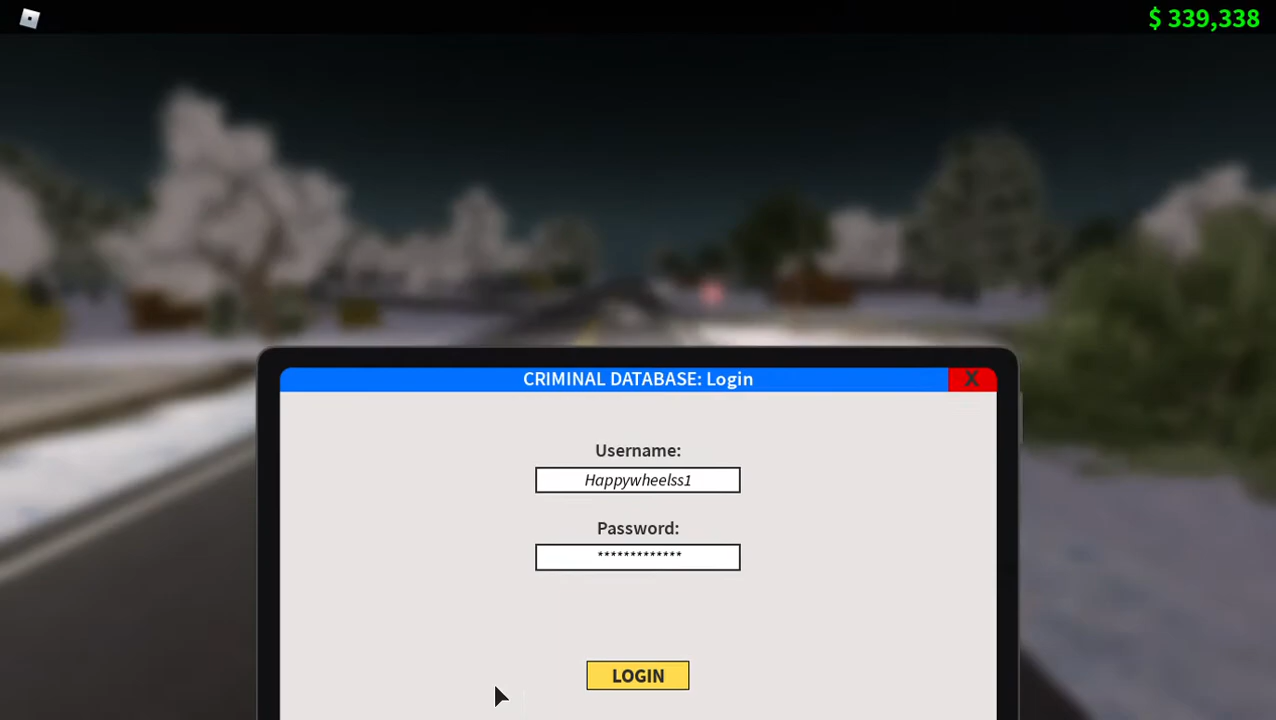 $ 339,338
CRIMINAL DATABASE: Login
X
Username:
Happywheelss1
Password:
*************
LOGIN